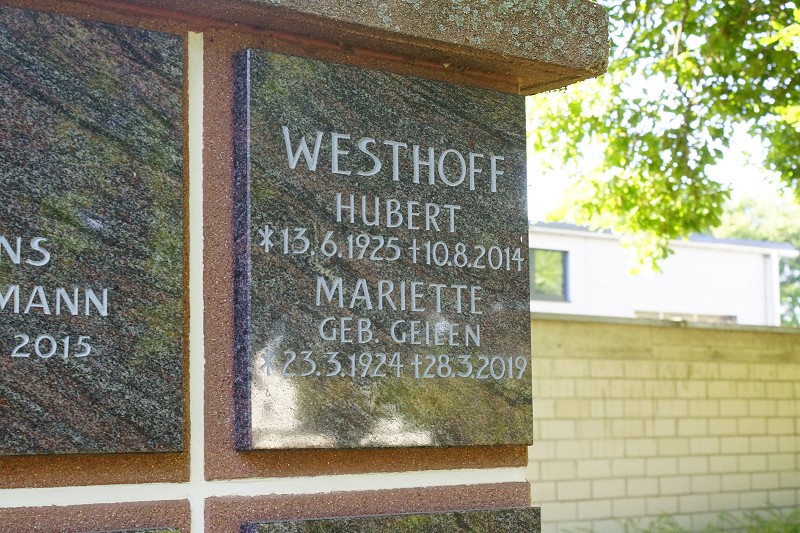 NS
MANN
2015
WESTHOFF
HUBERT
*13.6.1925 †10.8.2014
MARIETTE
GEB. GEILEN
*23.3.1924 †28.3.2019